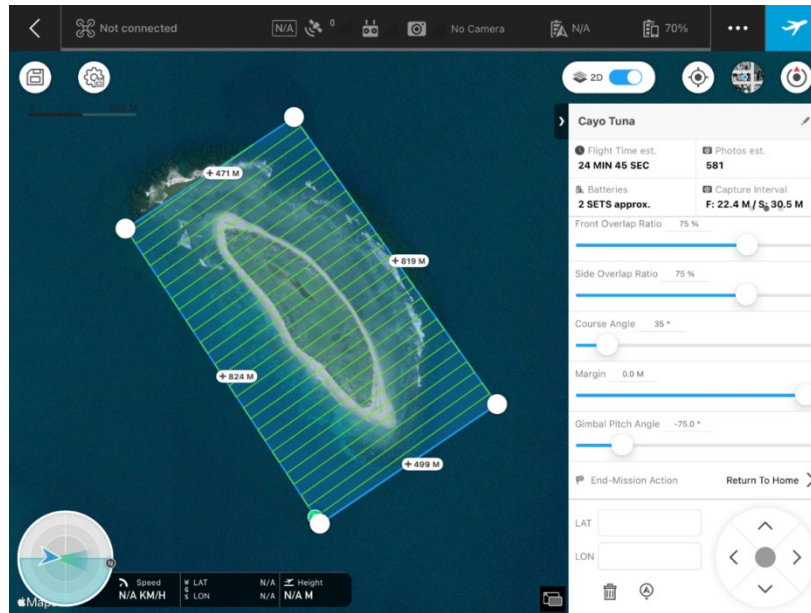 Not connected
N/A
0
No Camera
N/A
70%
2D
Cayo Tuna
Flight Time est.
24 MIN 45 SEC
Photos est.
581
Batteries
2 SETS approx.
Capture Interval
F: 22.4 M / S: 30.5 M
Front Overlap Ratio 75 %
Side Overlap Ratio 75 %
Course Angle 35 °
Margin 0.0 M
Gimbal Pitch Angle -75.0 °
End-Mission Action Return To Home
LAT
LON
+ 471 M
+ 819 M
+ 824 M
+ 499 M
N
Speed
N/A KM/H
W G S
LAT N/A
LON N/A
Height
N/A M
Maps